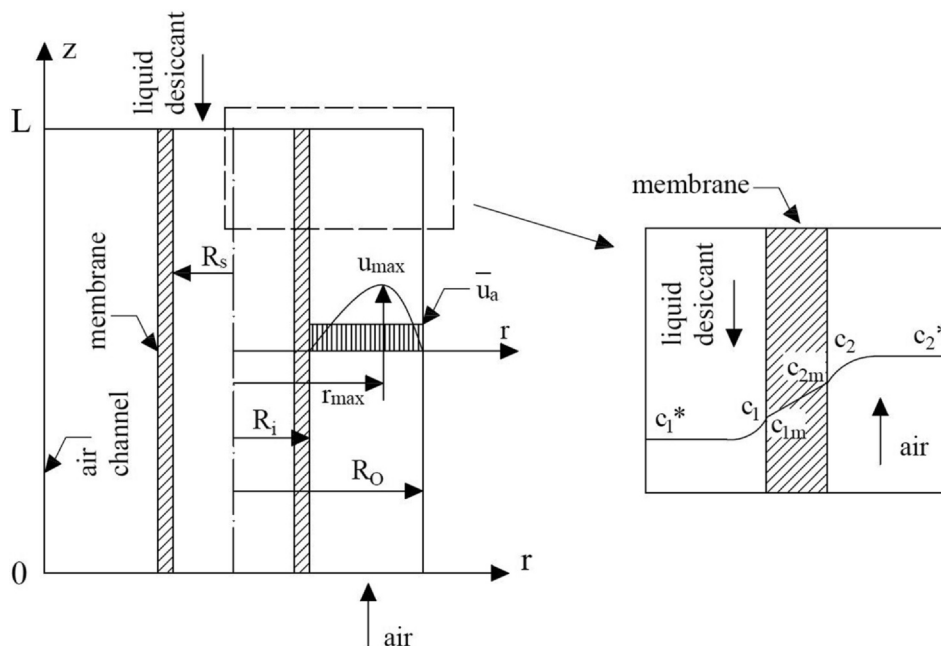 z
liquid
desiccant
L
membrane
R_s
u_max
u̅_a
r
r_max
R_i
air
channel
R_O
0
r
air
membrane
liquid
desiccant
c_2
c_2*
c_2m
c_1*
c_1
c_1m
air